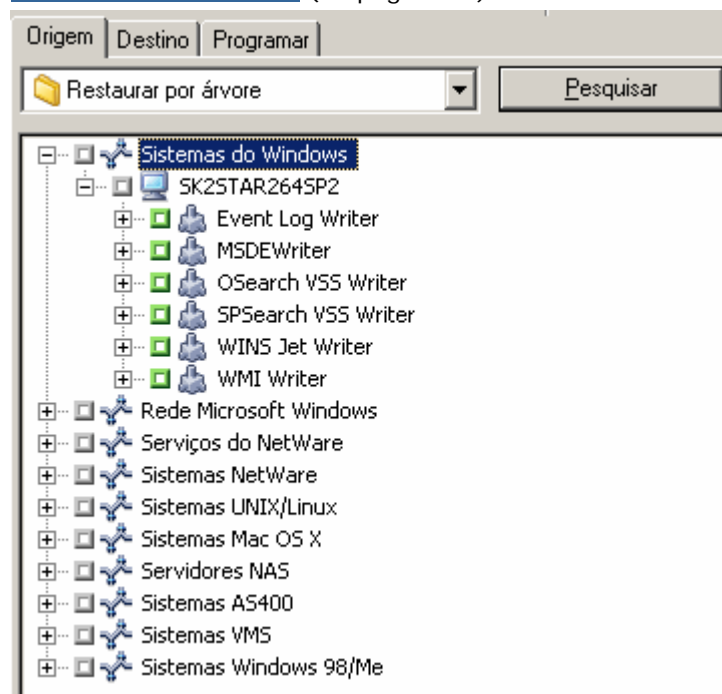 Origem
Destino
Programar
Restaurar por árvore
Pesquisar
Sistemas do Windows
SK2STAR264SP2
Event Log Writer
MSDEWriter
OSearch VSS Writer
SPSearch VSS Writer
WINS Jet Writer
WMI Writer
Rede Microsoft Windows
Serviços do NetWare
Sistemas NetWare
Sistemas UNIX/Linux
Sistemas Mac OS X
Servidores NAS
Sistemas AS400
Sistemas VMS
Sistemas Windows 98/Me